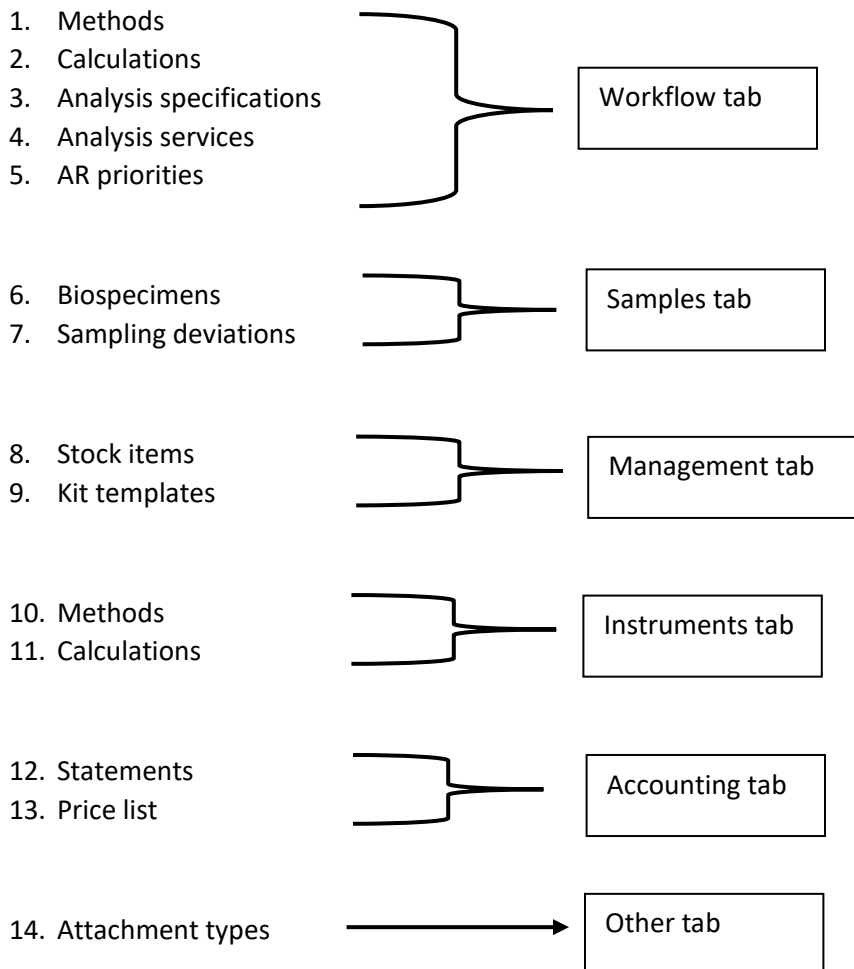 1. Methods
2. Calculations
3. Analysis specifications
4. Analysis services
5. AR priorities
Workflow tab
6. Biospecimens
7. Sampling deviations
Samples tab
8. Stock items
9. Kit templates
Management tab
10. Methods
11. Calculations
Instruments tab
12. Statements
13. Price list
Accounting tab
14. Attachment types
Other tab